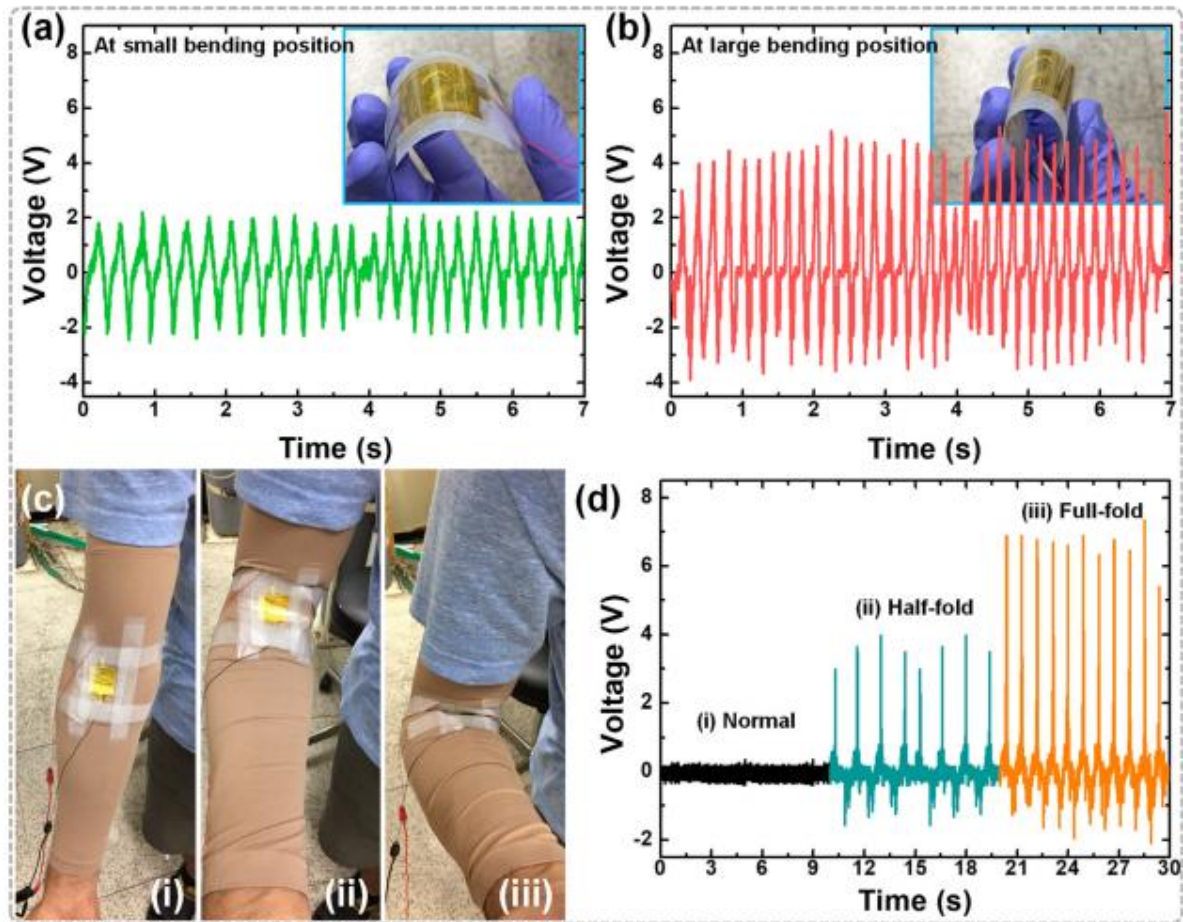 (a)
At small bending position
8
6
4
2
0
-2
-4
Voltage (V)
0 1 2 3 4 5 6 7
Time (s)
(b)
At large bending position
8
6
4
2
0
-2
-4
Voltage (V)
0 1 2 3 4 5 6 7
Time (s)
(c)
(i)
(ii)
(iii)
(d)
8
6
4
2
0
-2
Voltage (V)
(iii) Full-fold
(ii) Half-fold
(i) Normal
0 3 6 9 12 15 18 21 24 27 30
Time (s)